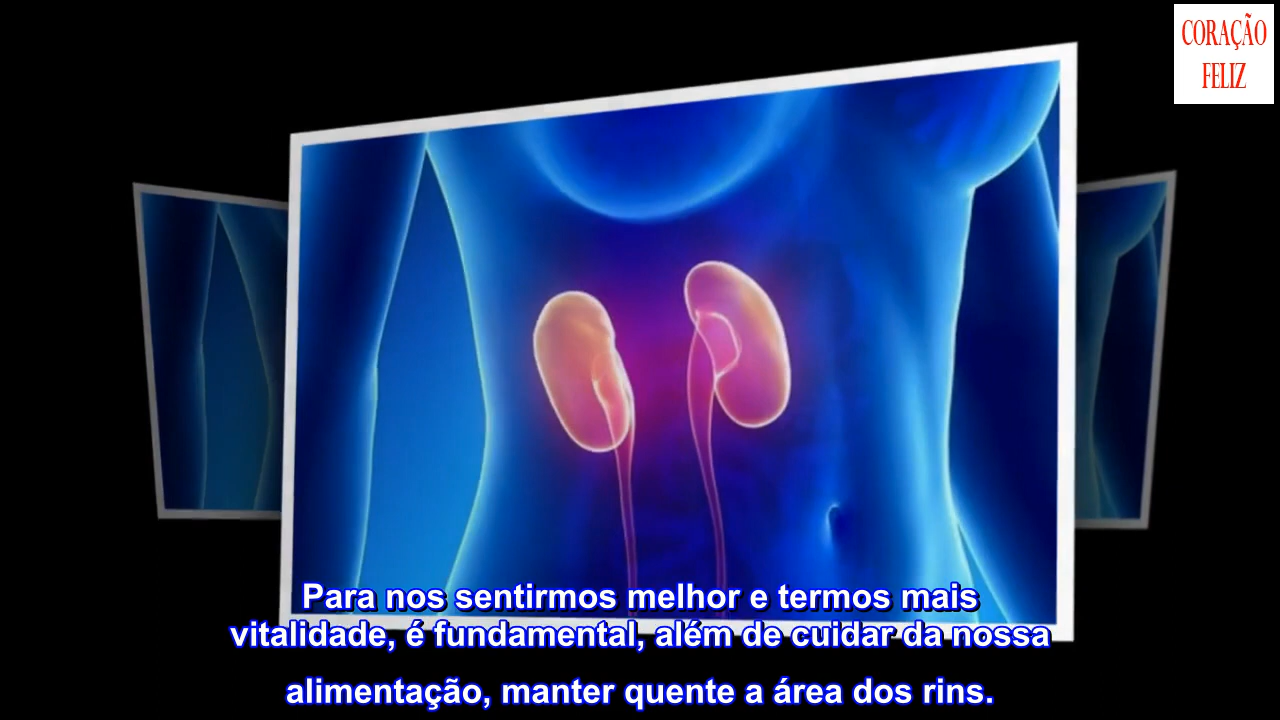 CORAÇÃO
FELIZ
Para nos sentirmos melhor e termos mais
vitalidade, é fundamental, além de cuidar da nossa
alimentação, manter quente a área dos rins.